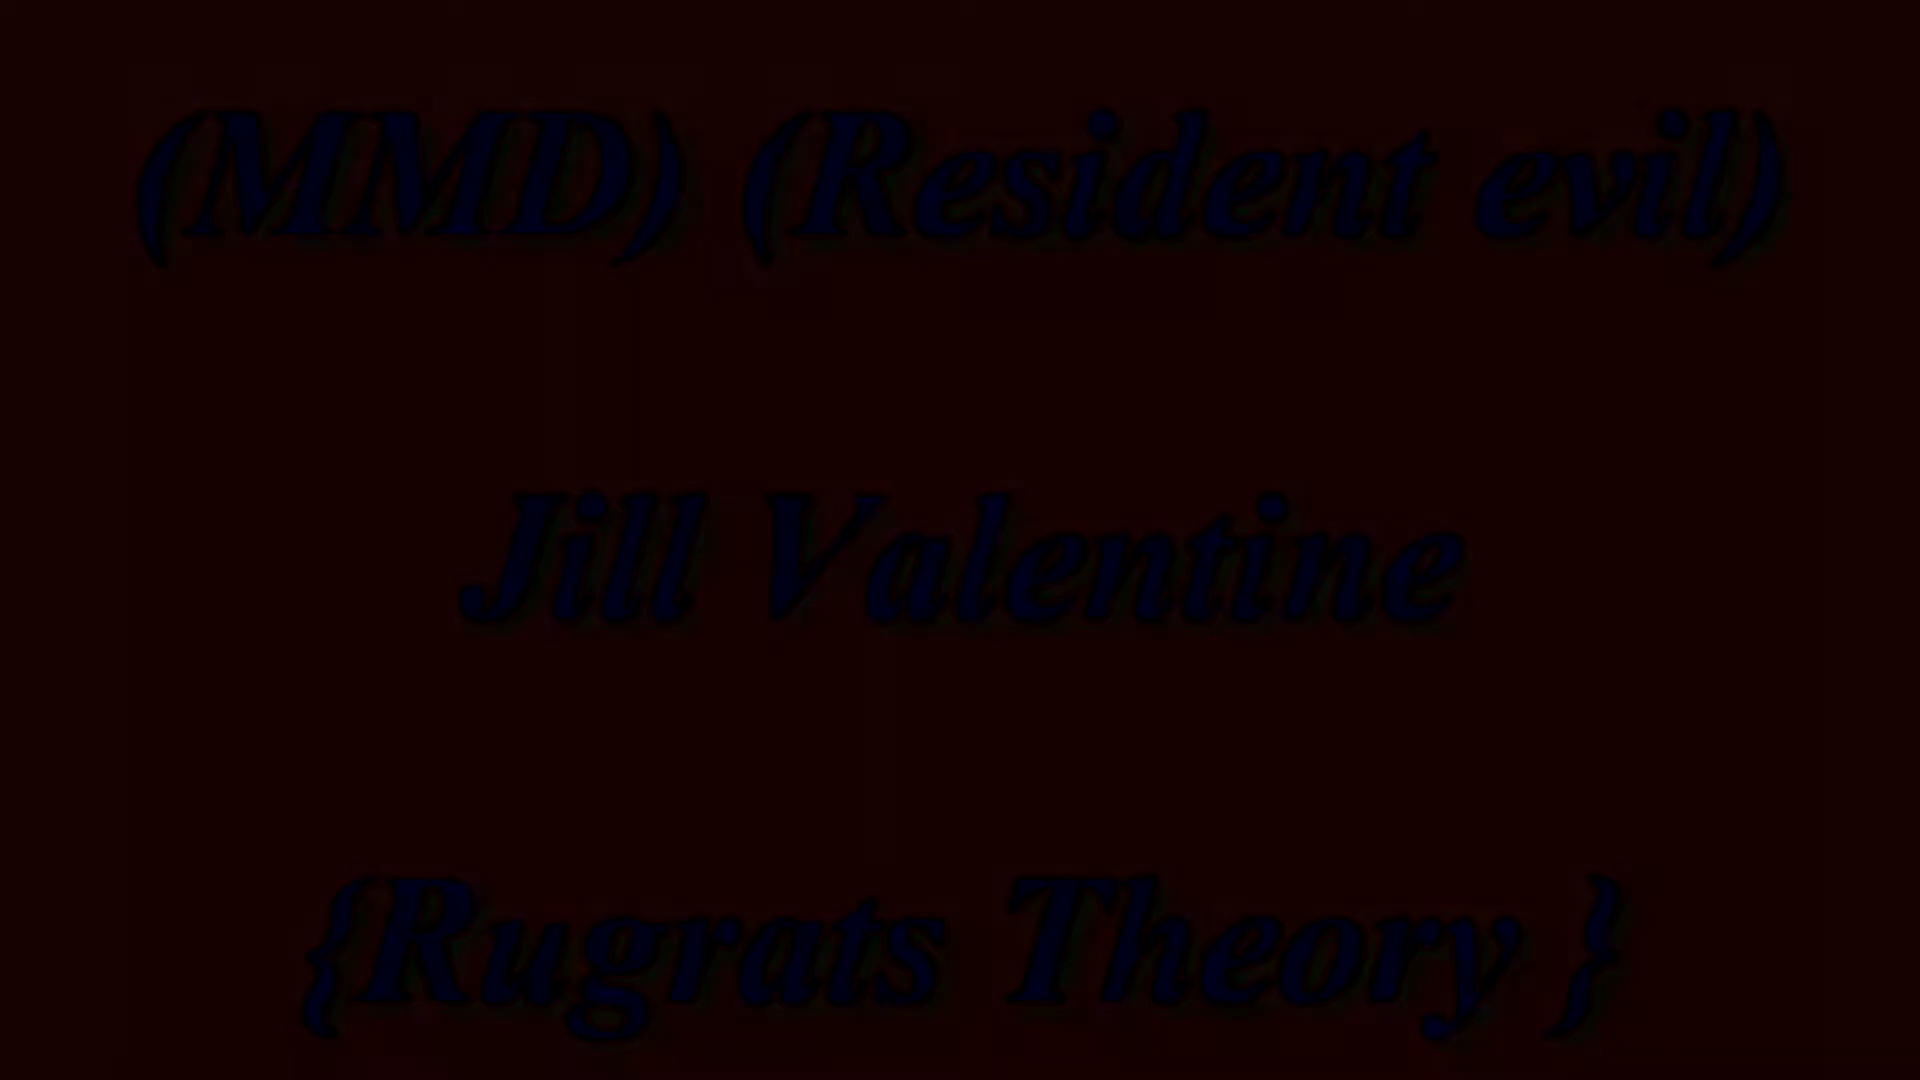 (MMD) (Resident evil)
Jill Valentine
{Rugrats Theory }